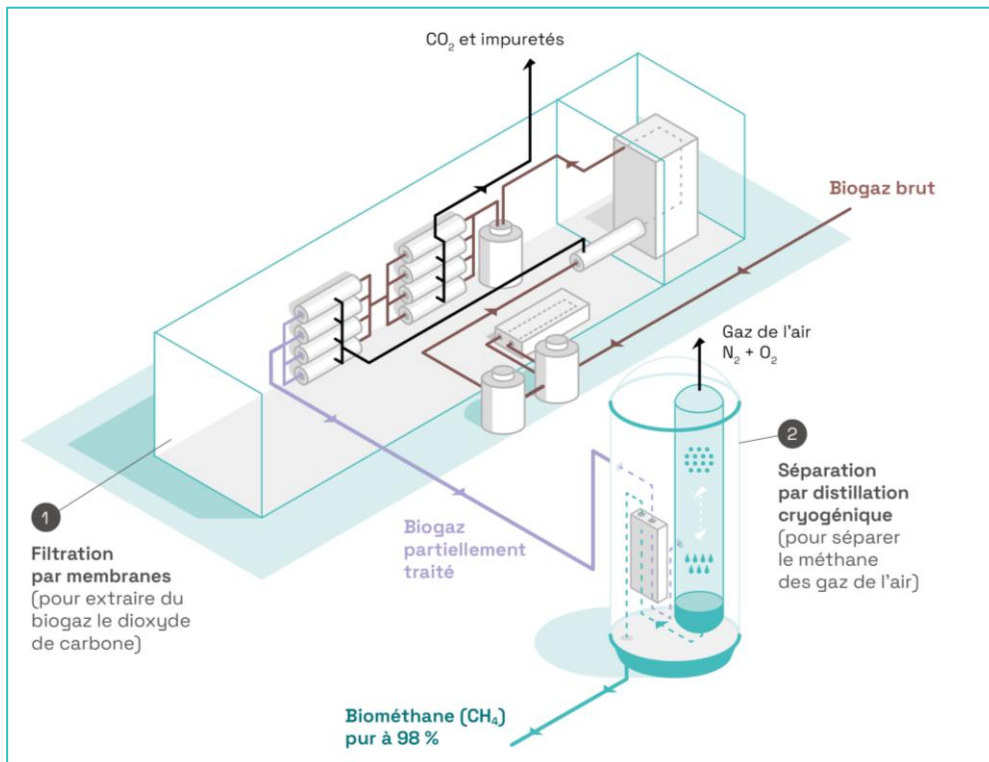 CO₂ et impuretés
Biogaz brut
Gaz de l'air
N₂ + O₂
1
Filtration
par membranes
(pour extraire du
biogaz le dioxyde
de carbone)
Biogaz
partiellement
traité
2
Séparation
par distillation
cryogénique
(pour séparer
le méthane
des gaz de l'air)
Biométhane (CH₄)
pur à 98 %